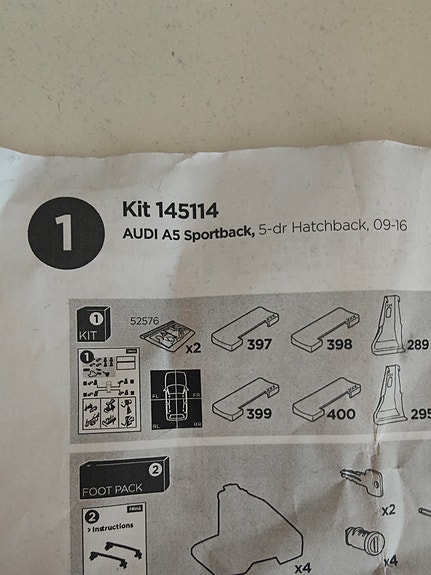 1
Kit 145114
AUDI A5 Sportback, 5-dr Hatchback, 09-16
1
KIT
52576
x2
397
398
289
1
FL
FR
RL
RR
399
400
295
2
FOOT PACK
2
> Instructions
THULE
x4
x2
x4